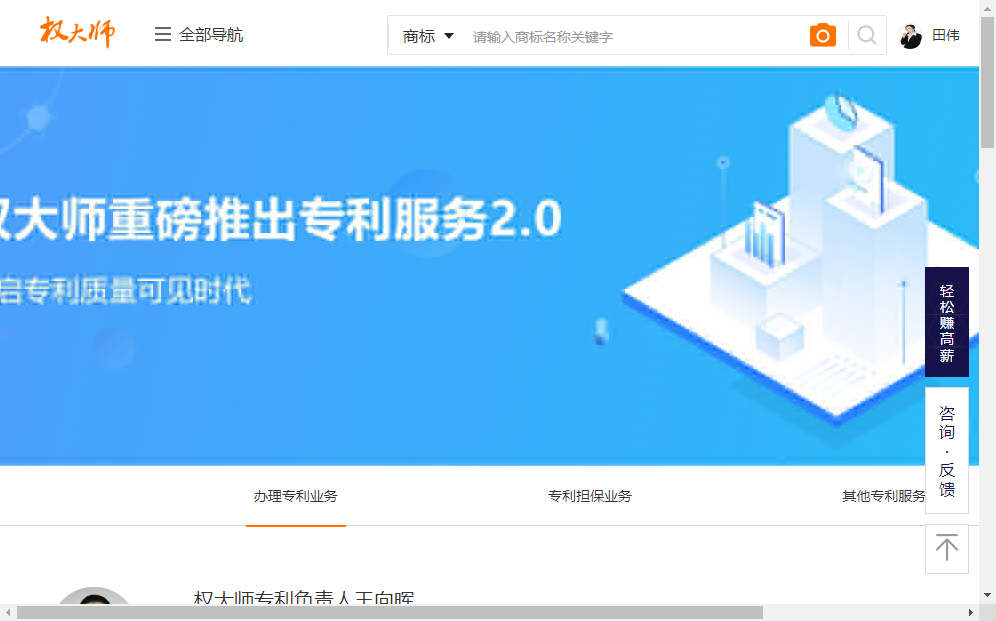 权大师
全部导航
商标
请输入商标名称关键字
田伟
权大师重磅推出专利服务2.0
启专利质量可见时代
轻松赚高薪
咨询·反馈
办理专利业务
专利担保业务
其他专利服务
权大师专利负责人王向晖